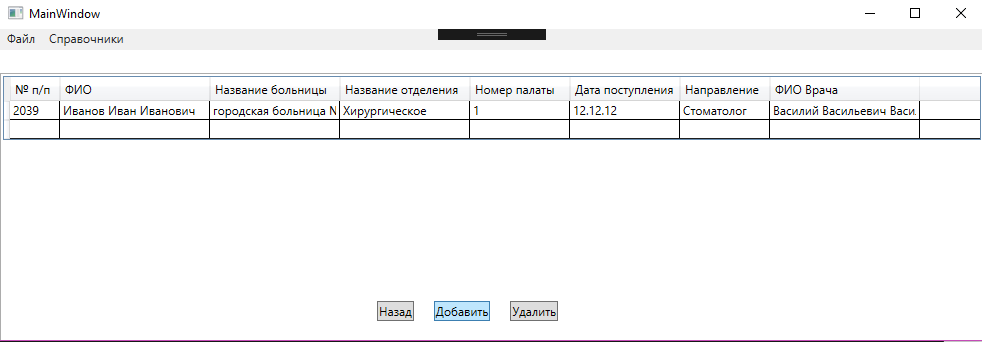 MainWindow
Файл Справочники
№ п/п ФИО Название больницы Название отделения Номер палаты Дата поступления Направление ФИО Врача
2039 Иванов Иван Иванович городская больница N Хирургическое 1 12.12.12 Стоматолог Василий Васильевич Васи
Назад Добавить Удалить